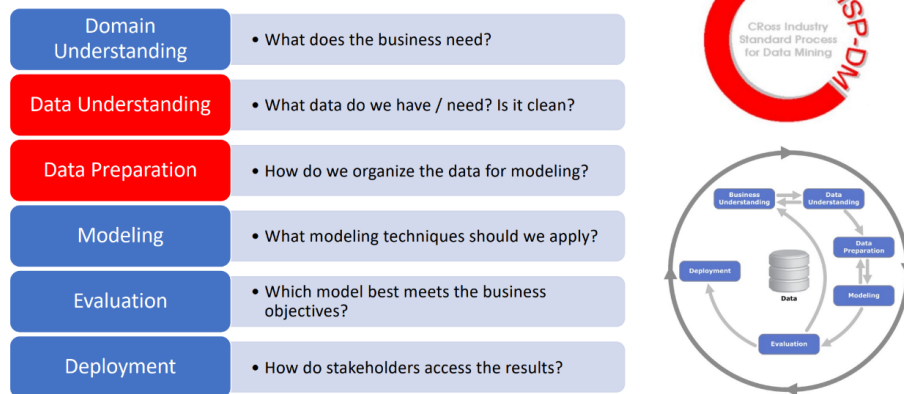 Domain
Understanding
• What does the business need?
Data Understanding
• What data do we have / need? Is it clean?
Data Preparation
• How do we organize the data for modeling?
Modeling
• What modeling techniques should we apply?
Evaluation
• Which model best meets the business
objectives?
Deployment
• How do stakeholders access the results?
CRoss Industry
Standard Process
for Data Mining
SP-DM
Business
Understanding
Data
Understanding
Data
Preparation
Deployment
Data
Modeling
Evaluation